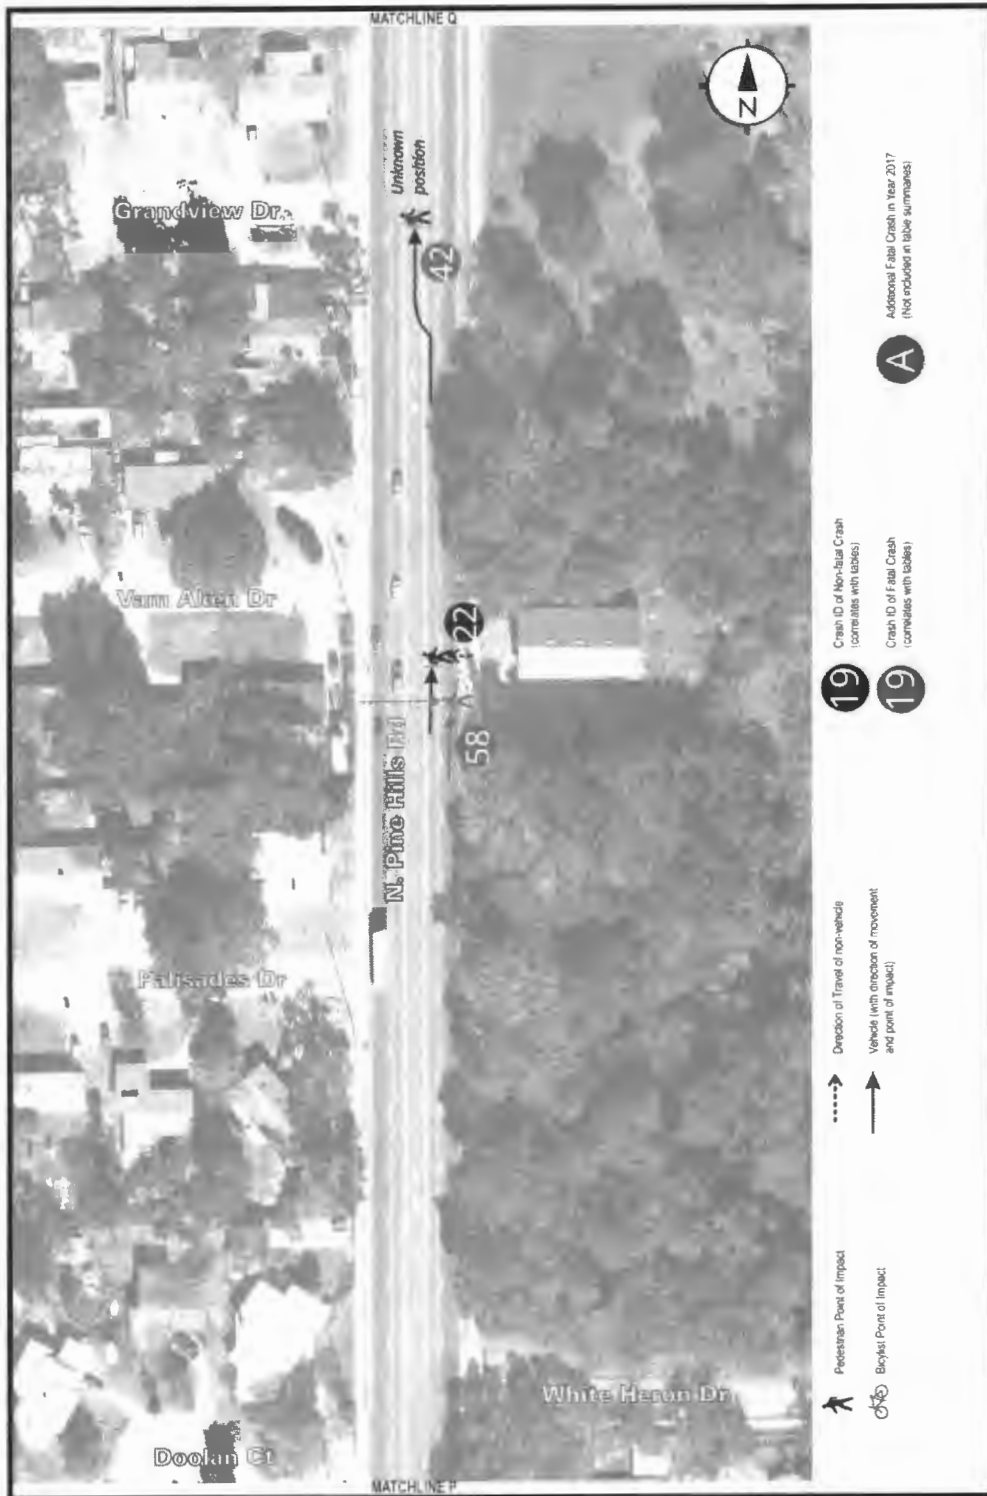 MATCHLINE Q
Unknown
position
Grandview Dr.
42
Vam Alten Dr
22
58
N. Pine Hills Rd
Palisades Dr
White Heron Dr
Doolan Ct
MATCHLINE P
N
Pedestrian Point of Impact
Bicyklist Point of Impact
Direction of Travel of non-vehicle
Vehicle (with direction of movement
and point of impact)
19
Crash ID of Non-fatal Crash
(correlates with tables)
19
Crash ID of Fatal Crash
(correlates with tables)
A
Additional Fatal Crash in Year 2017
(Not included in table summaries)